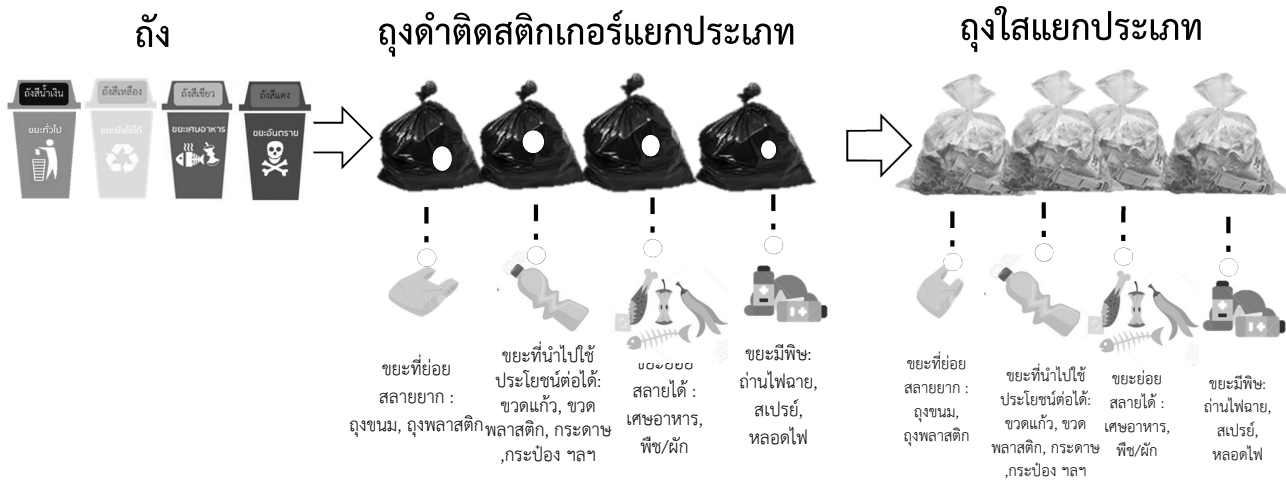 ถัง
ถุงดำติดสติกเกอร์แยกประเภท
ถุงใสแยกประเภท
ถังสีน้ำเงิน
ถังสีเหลือง
ถังสีเขียว
ถังสีแดง
ขยะทั่วไป
ขยะยังใช้ได้
ขยะเศษอาหาร
ขยะอันตราย
ขยะที่ย่อย
สลายยาก :
ถุงขนม, ถุงพลาสติก
ขยะที่นำไปใช้
ประโยชน์ต่อได้:
ขวดแก้ว, ขวด
พลาสติก, กระดาษ
,กระป๋อง ฯลฯ
ขยะย่อย
สลายได้ :
เศษอาหาร,
พืช/ผัก
ขยะมีพิษ:
ถ่านไฟฉาย,
สเปรย์,
หลอดไฟ
ขยะที่ย่อย
สลายยาก :
ถุงขนม,
ถุงพลาสติก
ขยะที่นำไปใช้
ประโยชน์ต่อได้:
ขวดแก้ว, ขวด
พลาสติก, กระดาษ
,กระป๋อง ฯลฯ
ขยะย่อย
สลายได้ :
เศษอาหาร,
พืช/ผัก
ขยะมีพิษ:
ถ่านไฟฉาย,
สเปรย์,
หลอดไฟ